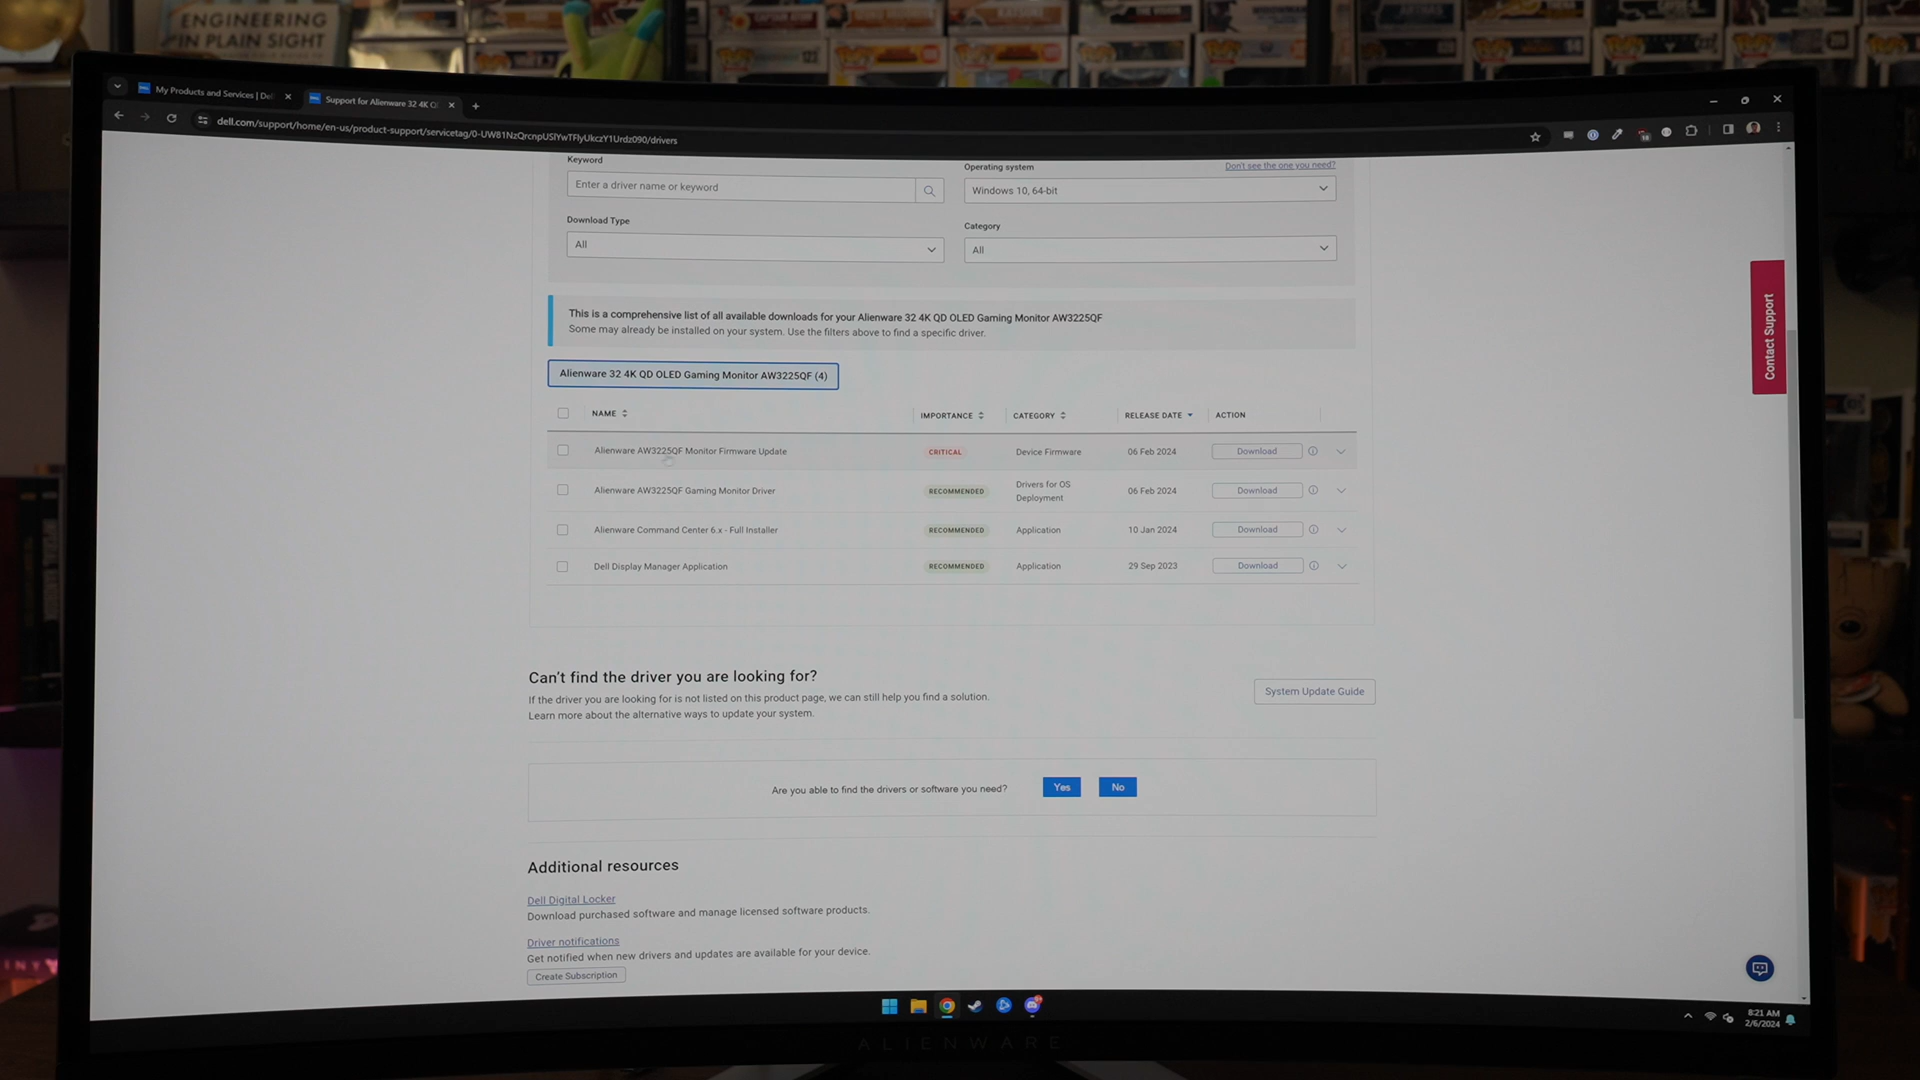 ENGINEERING
IN PLAIN SIGHT
My Products and Services | De
Support for Alienware 32 4K Q
dell.com/support/home/en-us/product-support/servicetag/0-UW81NzQrcnpUSlYwTFlyUkczY1Urdz090/drivers
Keyword
Enter a driver name or keyword
Operating system
Don't see the one you need?
Windows 10, 64-bit
Download Type
All
Category
All
This is a comprehensive list of all available downloads for your Alienware 32 4K QD OLED Gaming Monitor AW3225QF
Some may already be installed on your system. Use the filters above to find a specific driver.
Alienware 32 4K QD OLED Gaming Monitor AW3225QF (4)
NAME IMPORTANCE CATEGORY RELEASE DATE ACTION
Alienware AW3225QF Monitor Firmware Update CRITICAL Device Firmware 06 Feb 2024 Download
Alienware AW3225QF Gaming Monitor Driver RECOMMENDED Drivers for OS Deployment 06 Feb 2024 Download
Alienware Command Center 6.x - Full Installer RECOMMENDED Application 10 Jan 2024 Download
Dell Display Manager Application RECOMMENDED Application 29 Sep 2023 Download
Contact Support
Can't find the driver you are looking for?
If the driver you are looking for is not listed on this product page, we can still help you find a solution.
Learn more about the alternative ways to update your system.
System Update Guide
Are you able to find the drivers or software you need? Yes No
Additional resources
Dell Digital Locker
Download purchased software and manage licensed software products.
Driver notifications
Get notified when new drivers and updates are available for your device.
Create Subscription
8:21 AM
2/6/2024
ALIENWARE